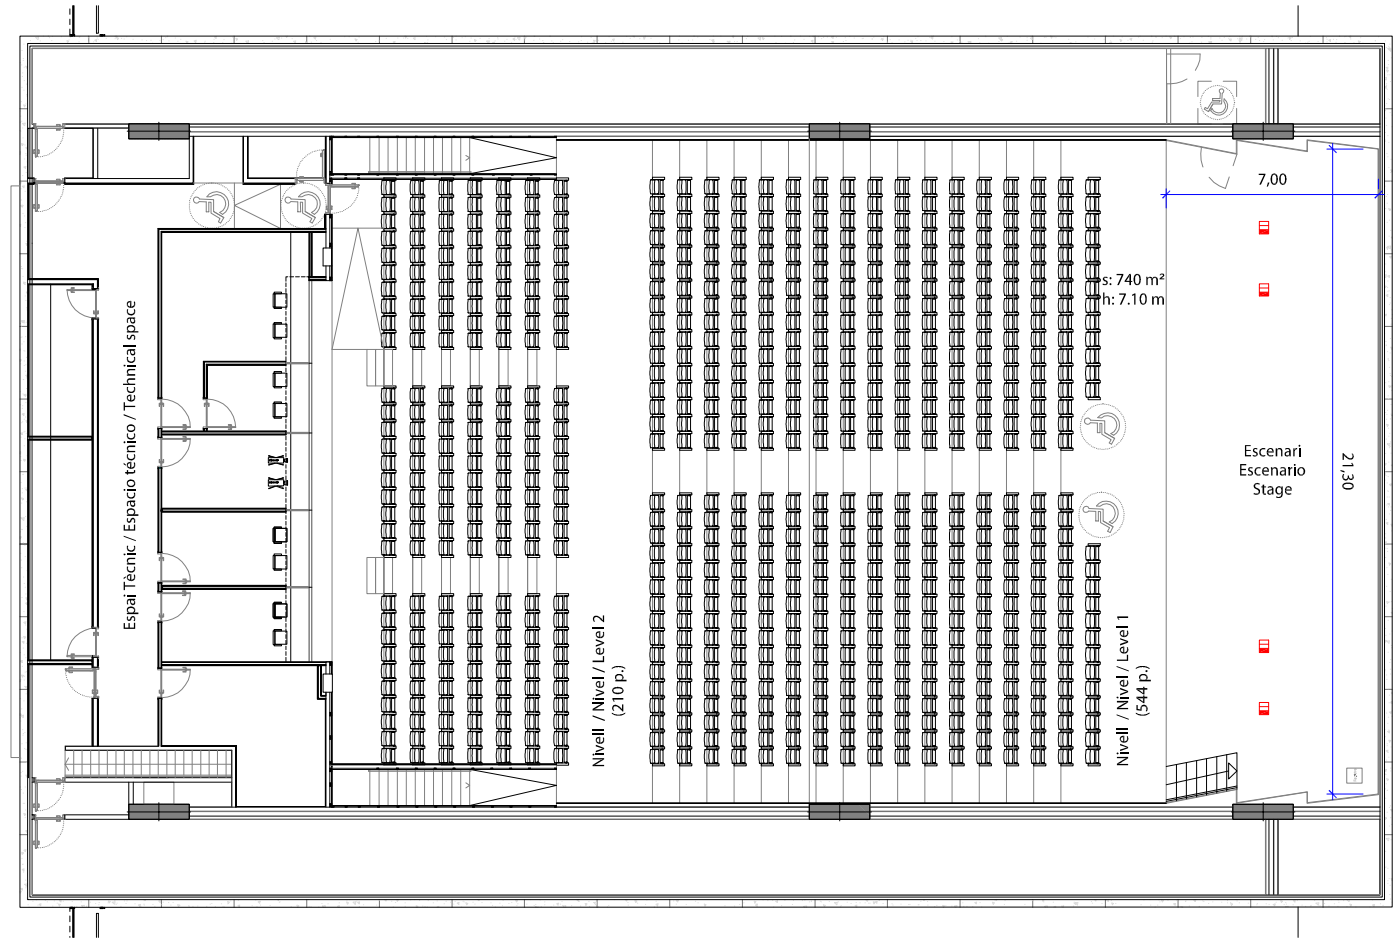 7,00
s: 740 m²
h: 7.10 m
Escenari
Escenario
Stage
21,30
Espai Tècnic / Espacio técnico / Technical space
Nivell / Nivel / Level 2
(210 p.)
Nivell / Nivel / Level 1
(544 p.)